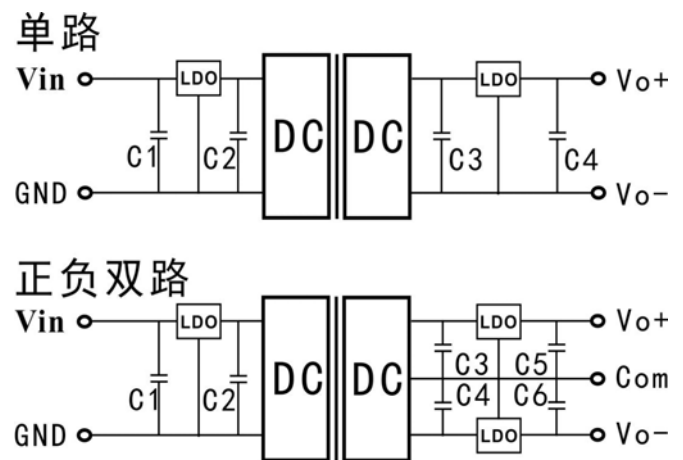 单路
Vin LDO LDO Vo+
DC DC
C1 C2 C3 C4
GND Vo-
正负双路
Vin LDO LDO Vo+
C3 C5
DC DC Com
C1 C2 C4 C6
GND LDO Vo-